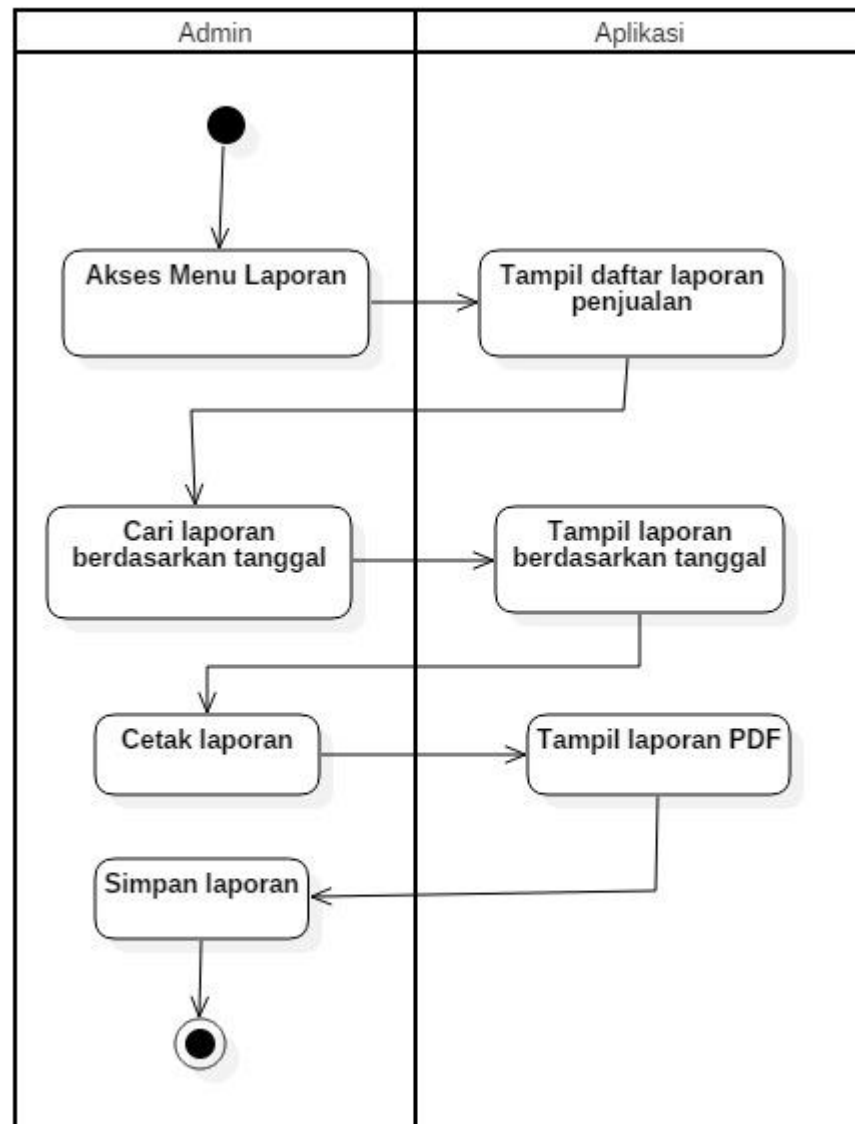 Admin
Aplikasi
Akses Menu Laporan
Tampil daftar laporan
penjualan
Cari laporan
berdasarkan tanggal
Tampil laporan
berdasarkan tanggal
Cetak laporan
Tampil laporan PDF
Simpan laporan